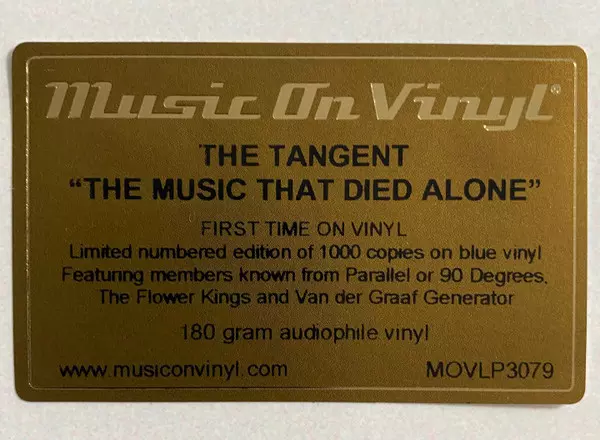 Music On Vinyl®
THE TANGENT
“THE MUSIC THAT DIED ALONE”
FIRST TIME ON VINYL
Limited numbered edition of 1000 copies on blue vinyl
Featuring members known from Parallel or 90 Degrees,
The Flower Kings and Van der Graaf Generator
180 gram audiophile vinyl
www.musiconvinyl.com MOVLP3079